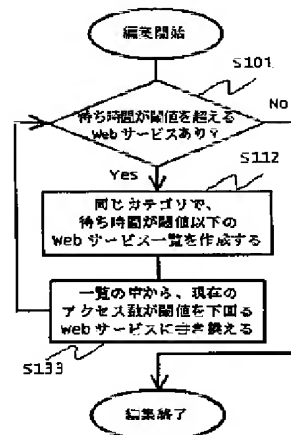 編集開始
S101
待ち時間が閾値を超える
Webサービスあり?
No
Yes
S112
同じカテゴリで、
待ち時間が閾値以下の
Webサービス一覧を作成する
一覧の中から、現在の
アクセス数が閾値を下回る
Webサービスに書き換える
S133
編集終了